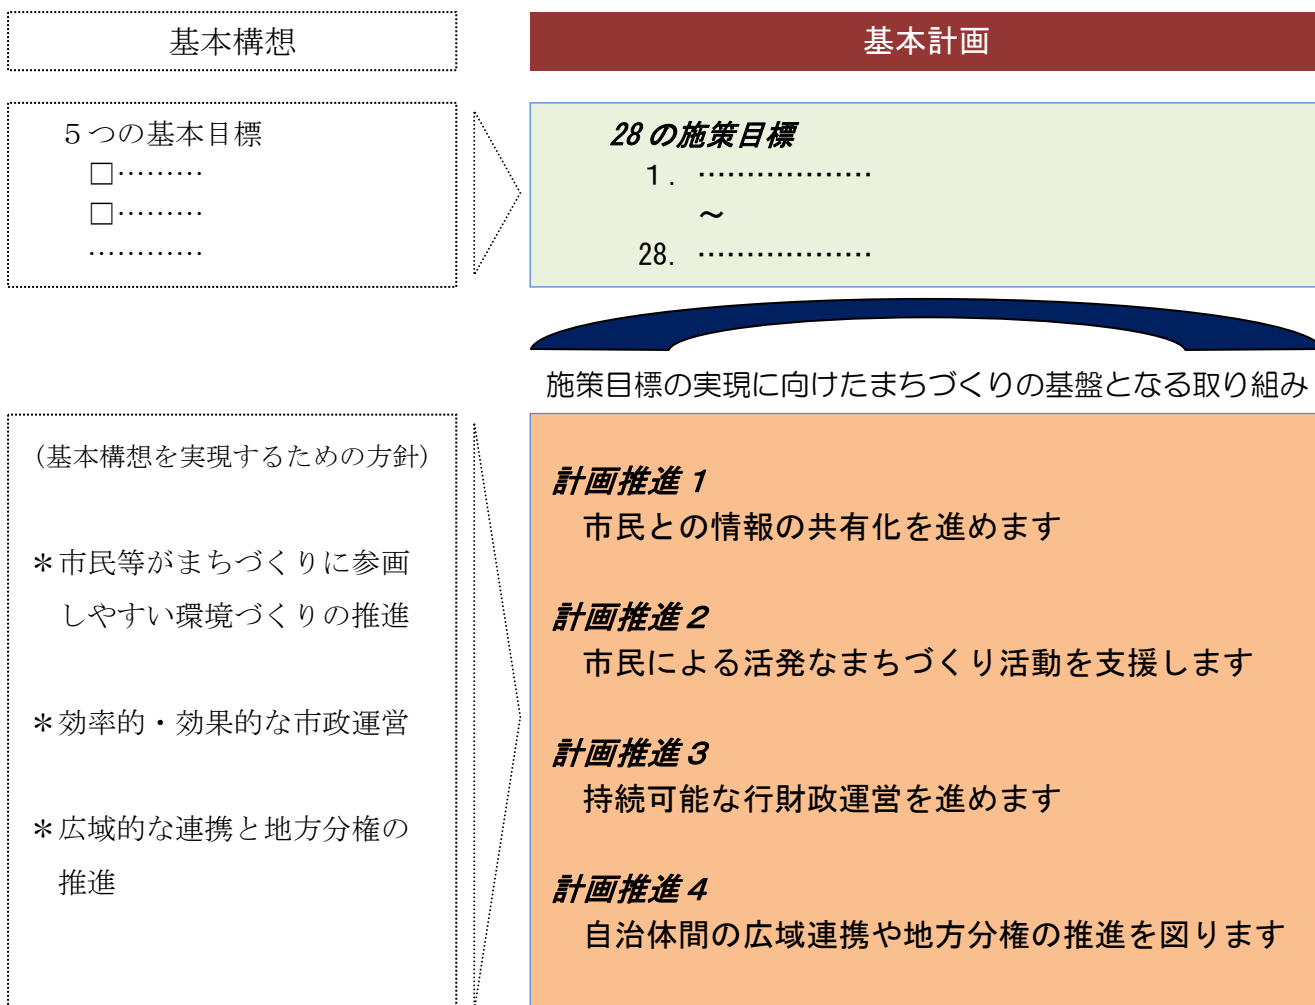 基本構想
基本計画
５つの基本目標
□………
□………
…………
28の施策目標
１. ………………
～
28. ………………
施策目標の実現に向けたまちづくりの基盤となる取り組み
（基本構想を実現するための方針）
＊市民等がまちづくりに参画
しやすい環境づくりの推進
＊効率的・効果的な市政運営
＊広域的な連携と地方分権の
推進
計画推進１
市民との情報の共有化を進めます
計画推進２
市民による活発なまちづくり活動を支援します
計画推進３
持続可能な行財政運営を進めます
計画推進４
自治体間の広域連携や地方分権の推進を図ります